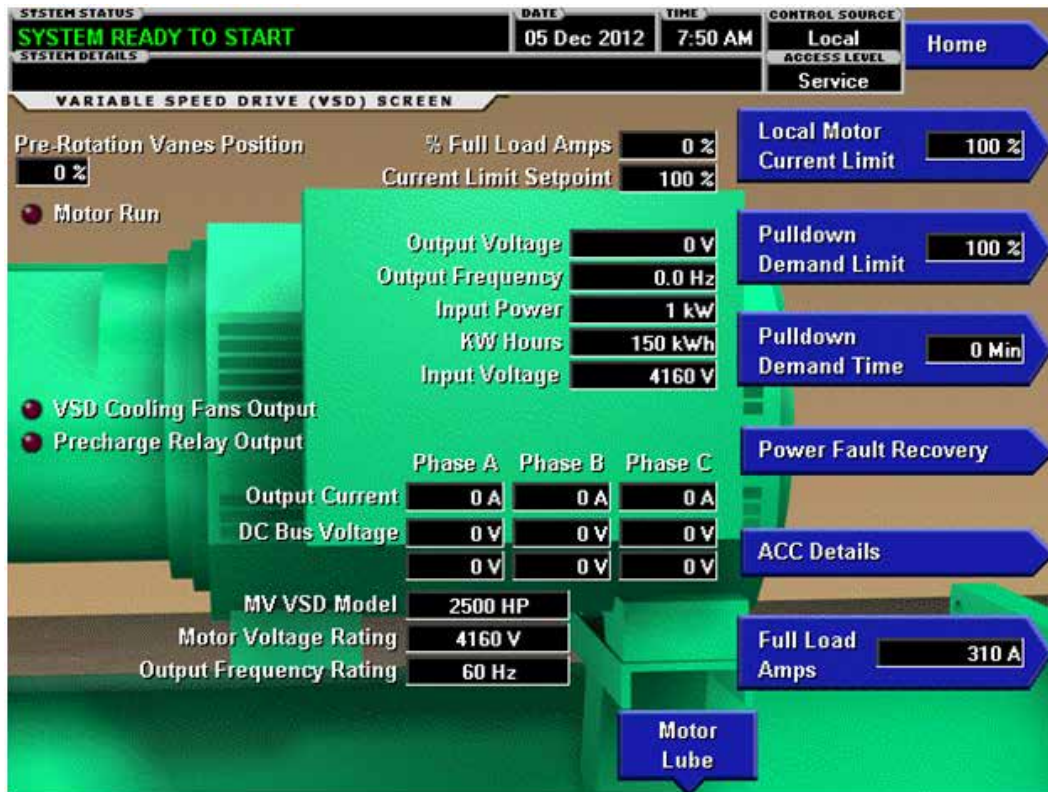 SYSTEM STATUS
SYSTEM READY TO START
DATE
05 Dec 2012
TIME
7:50 AM
CONTROL SOURCE
Local
SYSTEM DETAILS
ACCESS LEVEL
Service
Home
VARIABLE SPEED DRIVE (VSD) SCREEN
Pre-Rotation Vanes Position
0 %
Motor Run
% Full Load Amps 0 %
Current Limit Setpoint 100 %
Output Voltage 0 V
Output Frequency 0.0 Hz
Input Power 1 kW
KW Hours 150 kWh
Input Voltage 4160 V
VSD Cooling Fans Output
Precharge Relay Output
Phase A Phase B Phase C
Output Current 0 A 0 A 0 A
DC Bus Voltage 0 V 0 V 0 V
0 V 0 V 0 V
MV VSD Model 2500 HP
Motor Voltage Rating 4160 V
Output Frequency Rating 60 Hz
Local Motor
Current Limit 100 %
Pulldown
Demand Limit 100 %
Pulldown
Demand Time 0 Min
Power Fault Recovery
ACC Details
Full Load
Amps 310 A
Motor
Lube